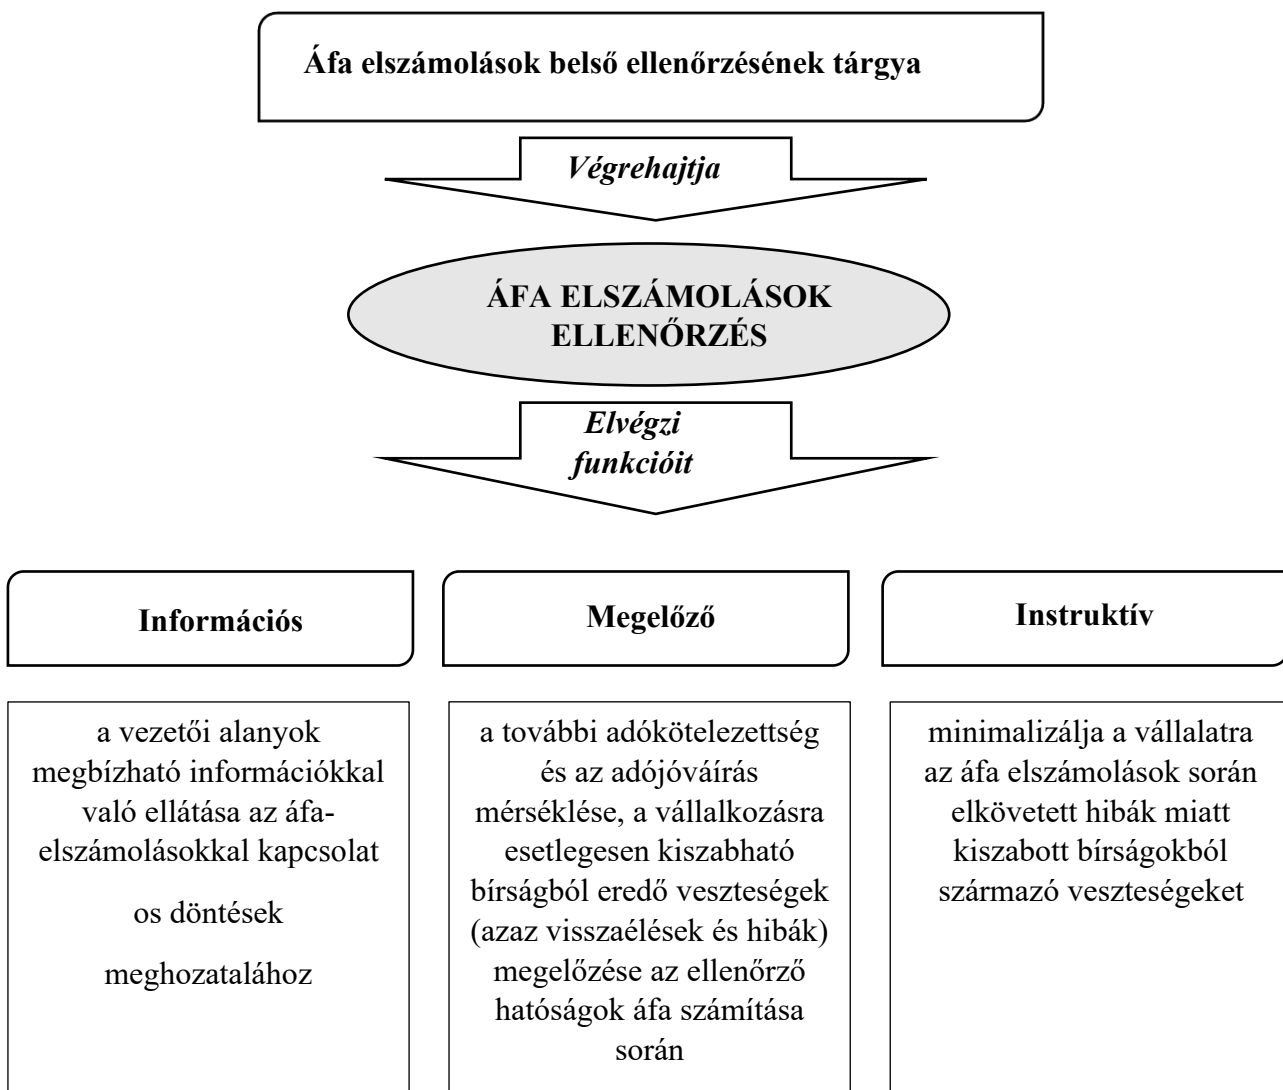 Áfa elszámolások belső ellenőrzésének tárgya
Végrehajtja
ÁFA ELSZÁMOLÁSOK
ELLENŐRZÉS
Elvégzi
funkcióit
Információs
Megelőző
Instruktív
a vezetői alanyok
megbízható információkkal
való ellátása az áfa-
elszámolásokkal kapcsolat
os döntések
meghozatalához
a további adókötelezettség
és az adójóváírás
mérséklése, a vállalkozásra
esetlegesen kiszabható
bírságból eredő veszteségek
(azaz visszaélések és hibák)
megelőzése az ellenőrző
hatóságok áfa számítása
során
minimalizálja a vállalatra
az áfa elszámolások során
elkövetett hibák miatt
kiszabott bírságokból
származó veszteségeket